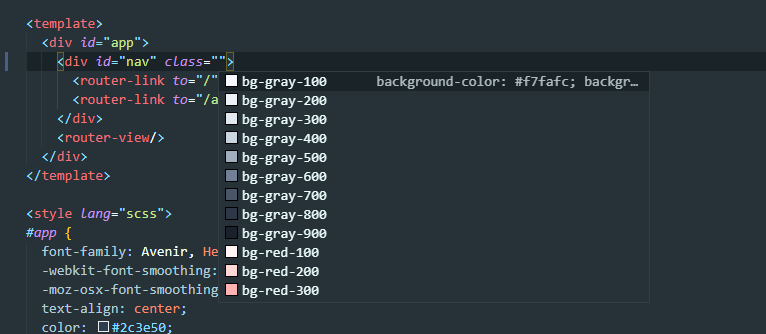 <template>
<div id="app">
<div id="nav" class="">
<router-link to="/"
bg-gray-100 background-color: #f7fafc; backgr…
<router-link to="/a
bg-gray-200
</div>
bg-gray-300
<router-view/>
bg-gray-400
</div>
bg-gray-500
</template>
bg-gray-600
bg-gray-700
<style lang="scss">
bg-gray-800
#app {
bg-gray-900
font-family: Avenir, He
bg-red-100
-webkit-font-smoothing:
bg-red-200
-moz-osx-font-smoothing
bg-red-300
text-align: center;
color: #2c3e50;